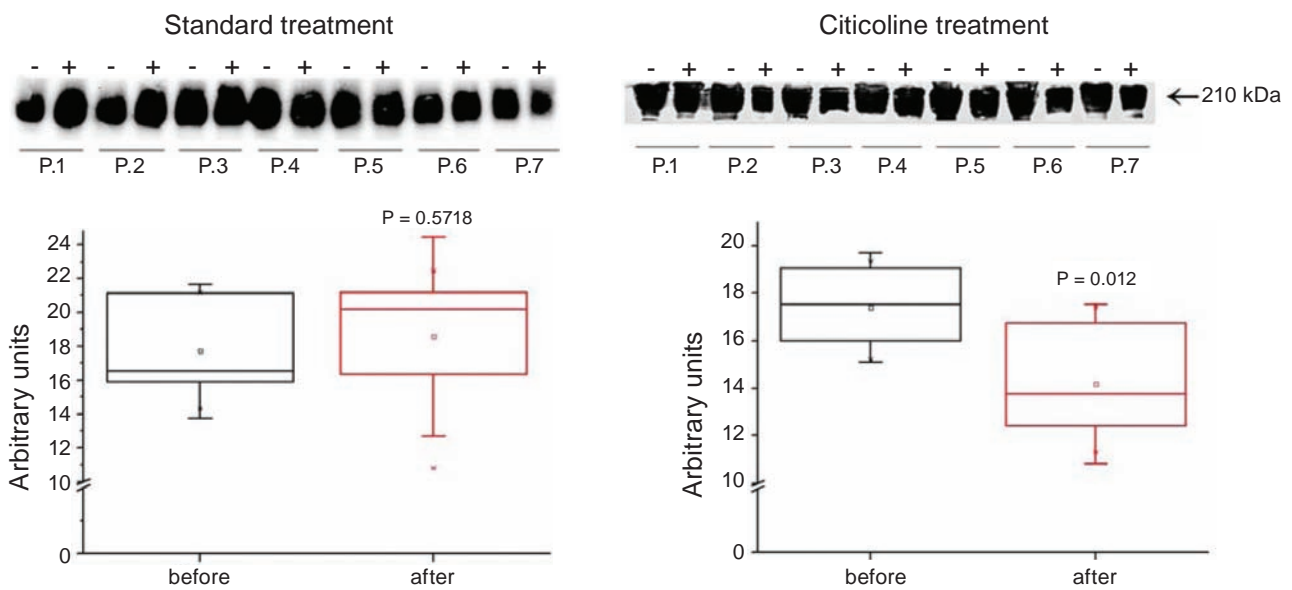 Standard treatment
- + - + - + - + - + - + - +
P.1 P.2 P.3 P.4 P.5 P.6 P.7
P = 0.5718
24
22
20
18
16
14
12
10
0
Arbitrary units
before after
Citicoline treatment
- + - + - + - + - + - + - +
210 kDa
P.1 P.2 P.3 P.4 P.5 P.6 P.7
20
18
16
14
12
10
0
P = 0.012
Arbitrary units
before after